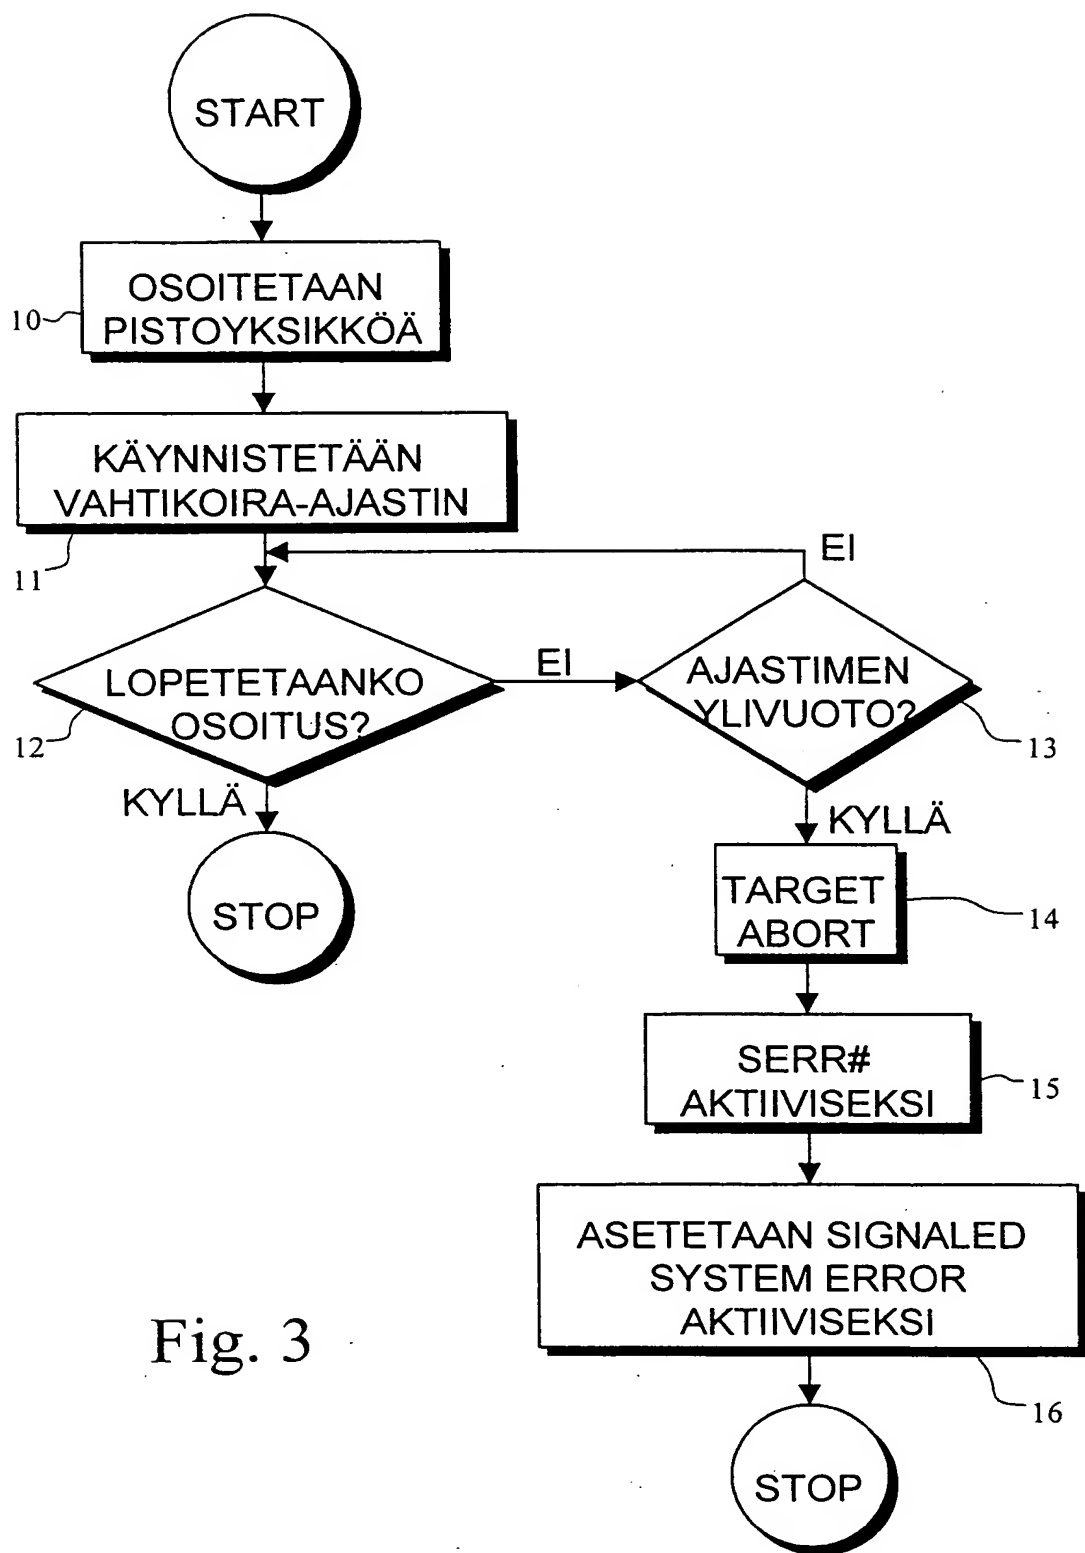 START
OSOITETAAN
PISTOYKSIKKÖÄ
10
KÄYNNISTETÄÄN
VAHTIKOIRA-AJASTIN
11
EI
LOPETETAANKO
OSOITUS?
12
EI
AJASTIMEN
YLIVUOTO?
13
KYLLÄ
STOP
KYLLÄ
TARGET
ABORT
14
SERR#
AKTIIVISEKSI
15
ASETETAAN SIGNALED
SYSTEM ERROR
AKTIIVISEKSI
16
STOP
Fig. 3